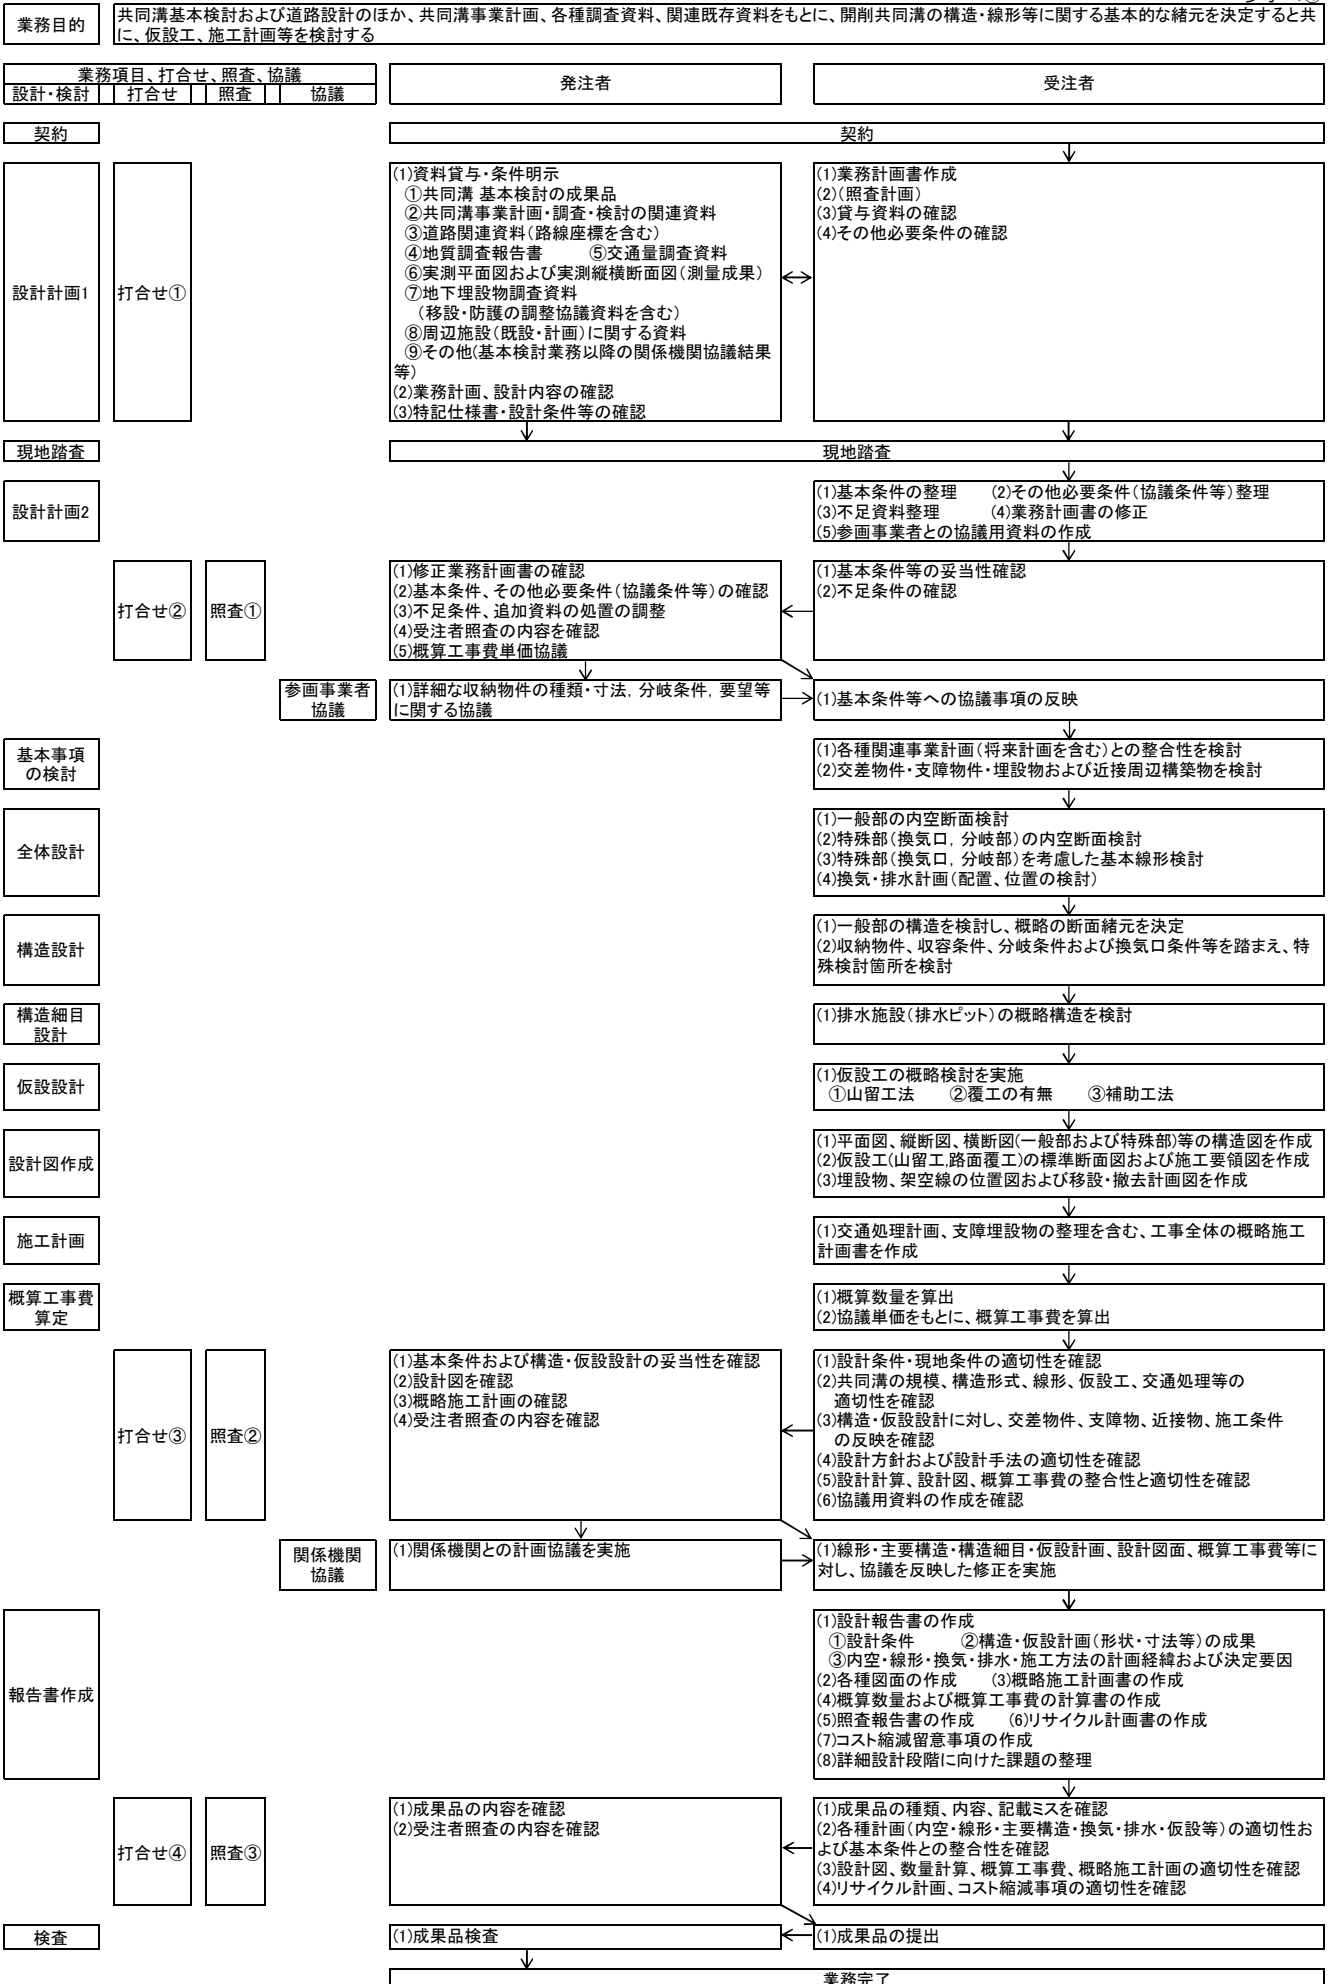 業務目的
共同溝基本検討および道路設計のほか、共同溝事業計画、各種調査資料、関連既存資料をもとに、開削共同溝の構造・線形等に関する基本的な緒元を決定すると共
に、仮設工、施工計画等を検討する
業務項目、打合せ、照査、協議
設計・検討 打合せ 照査 協議
発注者
受注者
契約
契約
設計計画1
打合せ①
(1)資料貸与・条件明示
①共同溝 基本検討の成果品
②共同溝事業計画・調査・検討の関連資料
③道路関連資料(路線座標を含む)
④地質調査報告書 ⑤交通量調査資料
⑥実測平面図および実測縦横断面図(測量成果)
⑦地下埋設物調査資料
(移設・防護の調整協議資料を含む)
⑧周辺施設(既設・計画)に関する資料
⑨その他(基本検討業務以降の関係機関協議結果
等)
(2)業務計画、設計内容の確認
(3)特記仕様書・設計条件等の確認
(1)業務計画書作成
(2)(照査計画)
(3)貸与資料の確認
(4)その他必要条件の確認
現地踏査
現地踏査
設計計画2
(1)基本条件の整理 (2)その他必要条件(協議条件等)整理
(3)不足資料整理 (4)業務計画書の修正
(5)参画事業者との協議用資料の作成
打合せ②
照査①
(1)修正業務計画書の確認
(2)基本条件、その他必要条件(協議条件等)の確認
(3)不足条件、追加資料の処置の調整
(4)受注者照査の内容を確認
(5)概算工事費単価協議
(1)基本条件等の妥当性確認
(2)不足条件の確認
参画事業者
協議
(1)詳細な収納物件の種類・寸法, 分岐条件, 要望等
に関する協議
(1)基本条件等への協議事項の反映
基本事項
の検討
(1)各種関連事業計画(将来計画を含む)との整合性を検討
(2)交差物件・支障物件・埋設物および近接周辺構築物を検討
全体設計
(1)一般部の内空断面検討
(2)特殊部(換気口, 分岐部)の内空断面検討
(3)特殊部(換気口, 分岐部)を考慮した基本線形検討
(4)換気・排水計画(配置、位置の検討)
構造設計
(1)一般部の構造を検討し、概略の断面緒元を決定
(2)収納物件、収容条件、分岐条件および換気口条件等を踏まえ、特
殊検討箇所を検討
構造細目
設計
(1)排水施設(排水ピット)の概略構造を検討
仮設設計
(1)仮設工の概略検討を実施
①山留工法 ②覆工の有無 ③補助工法
設計図作成
(1)平面図、縦断図、横断図(一般部および特殊部)等の構造図を作成
(2)仮設工(山留工,路面覆工)の標準断面図および施工要領図を作成
(3)埋設物、架空線の位置図および移設・撤去計画図を作成
施工計画
(1)交通処理計画、支障埋設物の整理を含む、工事全体の概略施工
計画書を作成
概算工事費
算定
(1)概算数量を算出
(2)協議単価をもとに、概算工事費を算出
打合せ③
照査②
(1)基本条件および構造・仮設設計の妥当性を確認
(2)設計図を確認
(3)概略施工計画の確認
(4)受注者照査の内容を確認
(1)設計条件・現地条件の適切性を確認
(2)共同溝の規模、構造形式、線形、仮設工、交通処理等の
適切性を確認
(3)構造・仮設設計に対し、交差物件、支障物、近接物、施工条件
の反映を確認
(4)設計方針および設計手法の適切性を確認
(5)設計計算、設計図、概算工事費の整合性と適切性を確認
(6)協議用資料の作成を確認
関係機関
協議
(1)関係機関との計画協議を実施
(1)線形・主要構造・構造細目・仮設計画、設計図面、概算工事費等に
対し、協議を反映した修正を実施
報告書作成
(1)設計報告書の作成
①設計条件 ②構造・仮設計画(形状・寸法等)の成果
③内空・線形・換気・排水・施工方法の計画経緯および決定要因
(2)各種図面の作成 (3)概略施工計画書の作成
(4)概算数量および概算工事費の計算書の作成
(5)照査報告書の作成 (6)リサイクル計画書の作成
(7)コスト縮減留意事項の作成
(8)詳細設計段階に向けた課題の整理
打合せ④
照査③
(1)成果品の内容を確認
(2)受注者照査の内容を確認
(1)成果品の種類、内容、記載ミスを確認
(2)各種計画(内空・線形・主要構造・換気・排水・仮設等)の適切性お
よび基本条件との整合性を確認
(3)設計図、数量計算、概算工事費、概略施工計画の適切性を確認
(4)リサイクル計画、コスト縮減事項の適切性を確認
検査
(1)成果品検査
(1)成果品の提出
業務完了